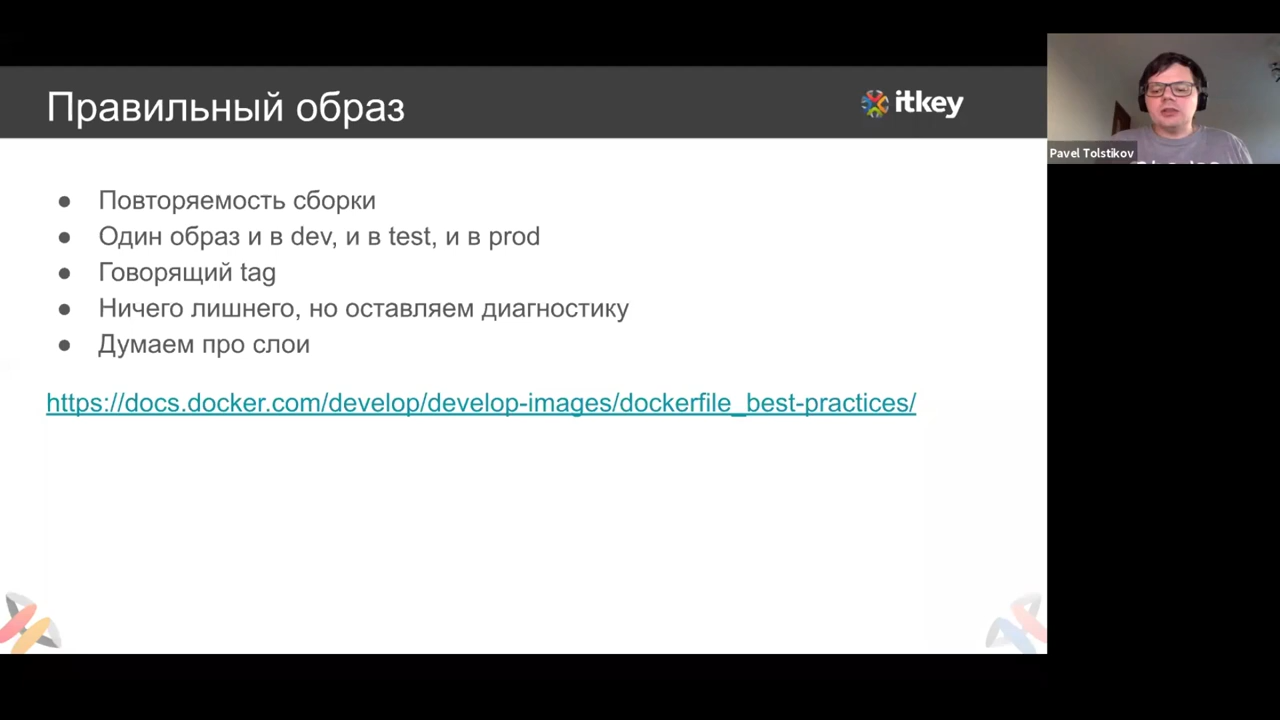 Правильный образ
itkey
Pavel Tolstikov
● Повторяемость сборки
● Один образ и в dev, и в test, и в prod
● Говорящий tag
● Ничего лишнего, но оставляем диагностику
● Думаем про слои
https://docs.docker.com/develop/develop-images/dockerfile_best-practices/